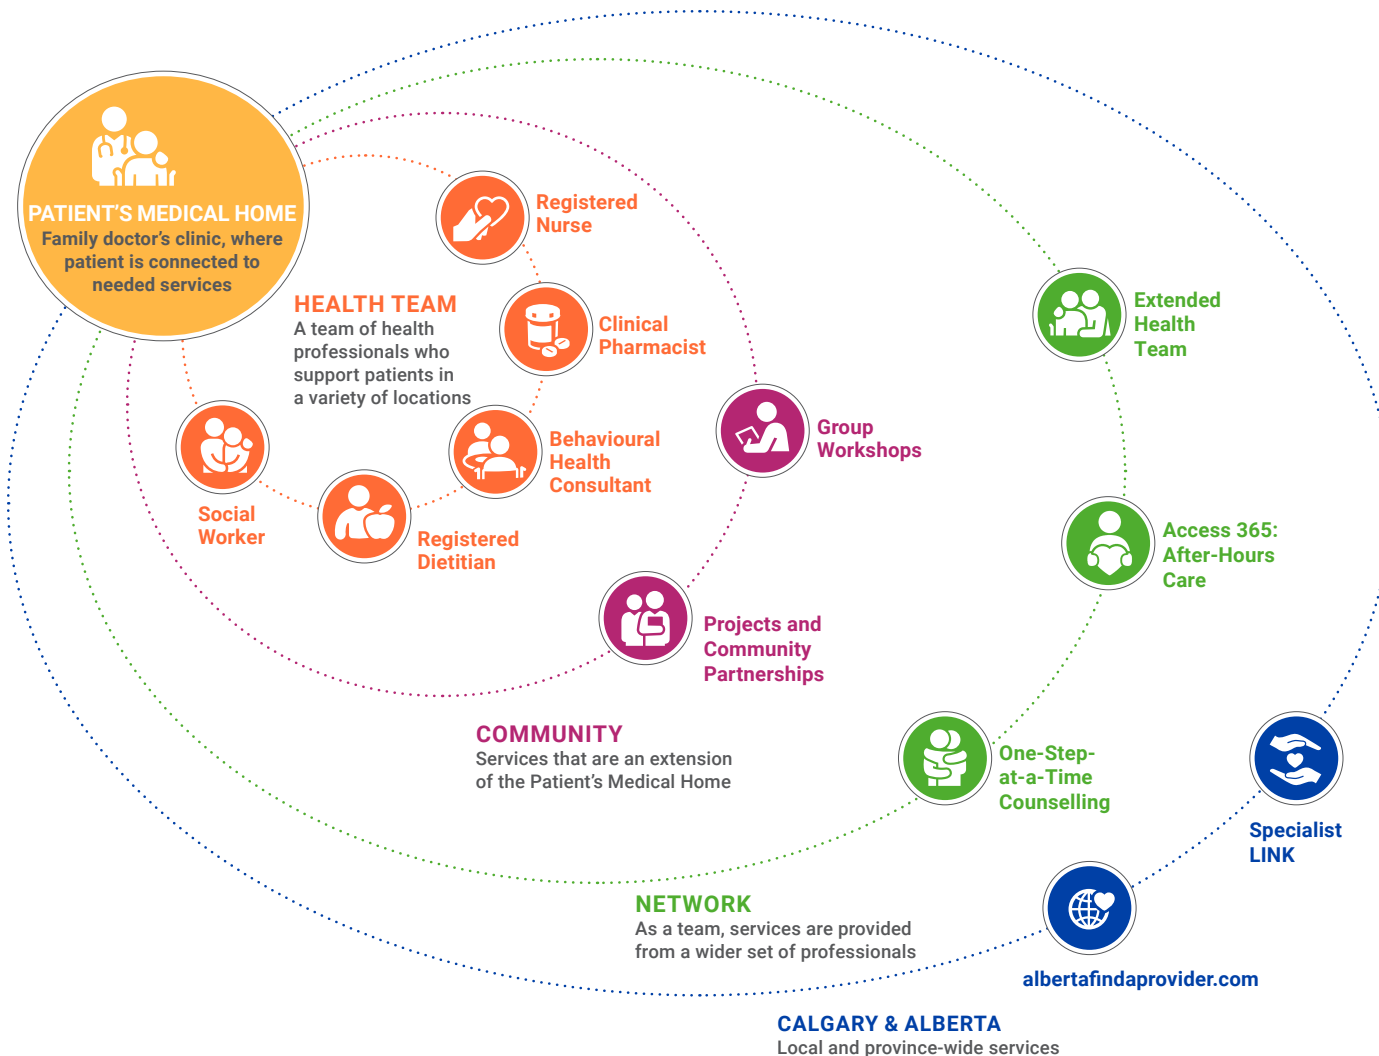 PATIENT'S MEDICAL HOME
Family doctor's clinic, where
patient is connected to
needed services
HEALTH TEAM
A team of health
professionals who
support patients in
a variety of locations
Registered
Nurse
Clinical
Pharmacist
Behavioural
Health
Consultant
Registered
Dietitian
Social
Worker
Group
Workshops
Projects and
Community
Partnerships
COMMUNITY
Services that are an extension
of the Patient's Medical Home
Extended
Health
Team
Access 365:
After-Hours
Care
One-Step-
at-a-Time
Counselling
NETWORK
As a team, services are provided
from a wider set of professionals
Specialist
LINK
albertafindaprovider.com
CALGARY & ALBERTA
Local and province-wide services